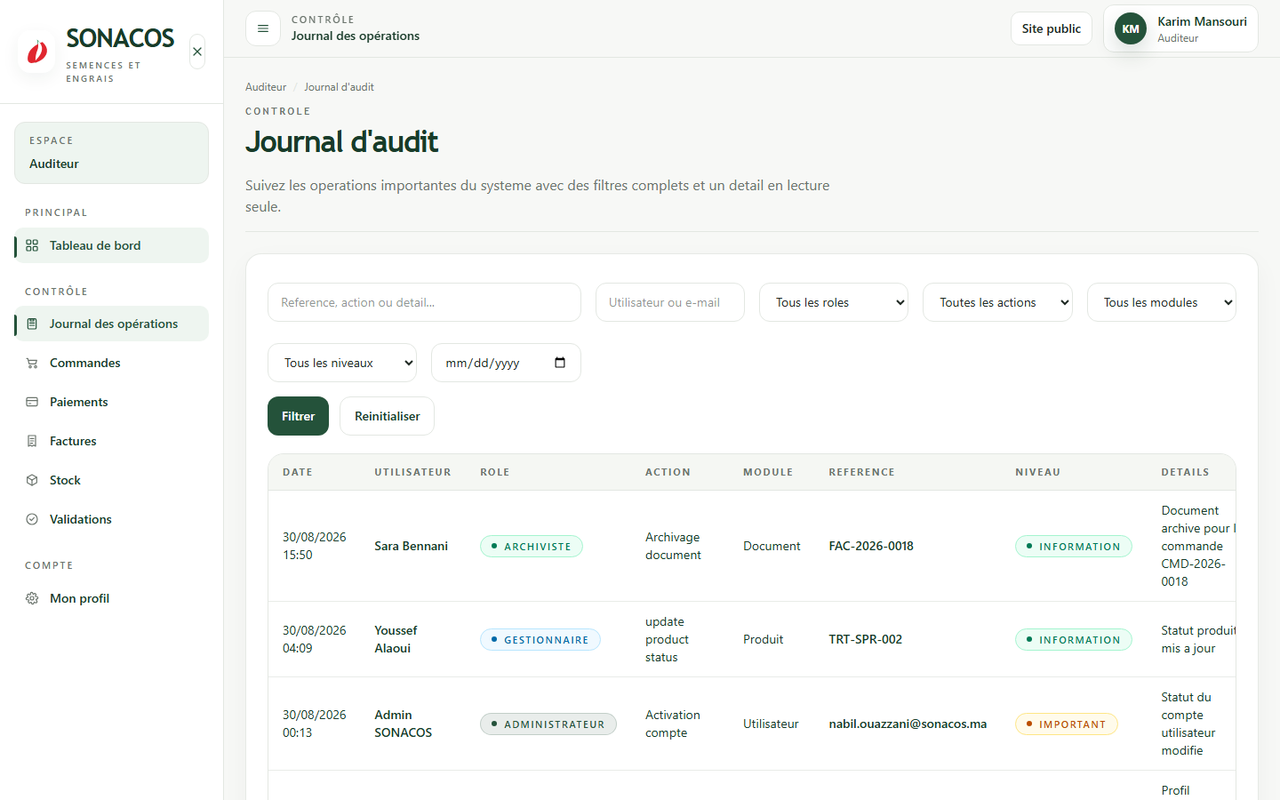 SONACOS
SEMENCES ET
ENGRAIS
ESPACE
Auditeur
PRINCIPAL
Tableau de bord
CONTRÔLE
Journal des opérations
Commandes
Paiements
Factures
Stock
Validations
COMPTE
Mon profil
CONTRÔLE
Journal des opérations
Site public
KM
Karim Mansouri
Auditeur
Auditeur / Journal d'audit
CONTROLE
Journal d'audit
Suivez les operations importantes du systeme avec des filtres complets et un detail en lecture
seule.
Reference, action ou detail...
Utilisateur ou e-mail
Tous les roles
Toutes les actions
Tous les modules
Tous les niveaux
mm/dd/yyyy
Filtrer
Reinitialiser
DATE UTILISATEUR ROLE ACTION MODULE REFERENCE NIVEAU DETAILS
30/08/2026
15:50
Sara Bennani
ARCHIVISTE
Archivage
document
Document
FAC-2026-0018
INFORMATION
Document
archive pour
commande
CMD-2026-
0018
30/08/2026
04:09
Youssef
Alaoui
GESTIONNAIRE
update
product
status
Produit
TRT-SPR-002
INFORMATION
Statut produit
mis a jour
30/08/2026
00:13
Admin
SONACOS
ADMINISTRATEUR
Activation
compte
Utilisateur
nabil.ouazzani@sonacos.ma
IMPORTANT
Statut du
compte
utilisateur
modifie
Profil